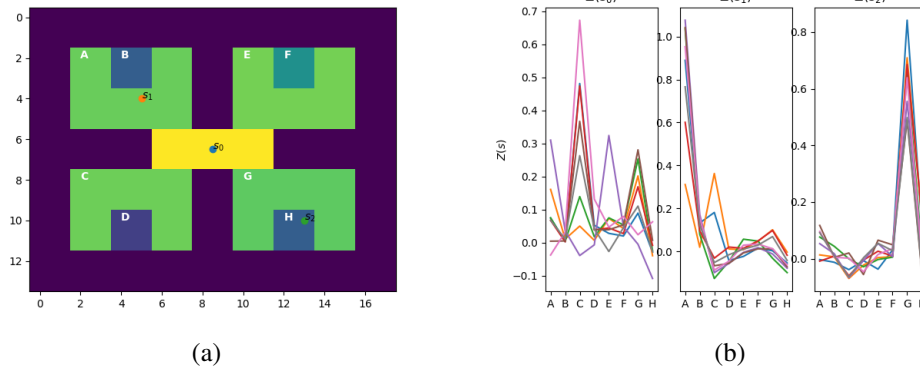 0
2
4
6
8
10
12
0 2 4 6 8 10 12 14 16
A B E F
s1
s0
C G
D H s2
(a)
Z(s)
0.7
0.6
0.5
0.4
0.3
0.2
0.1
0.0
−0.1
A B C D E F G H
1.0
0.8
0.6
0.4
0.2
0.0
A B C D E F G H
0.8
0.6
0.4
0.2
0.0
A B C D E F G
(b)